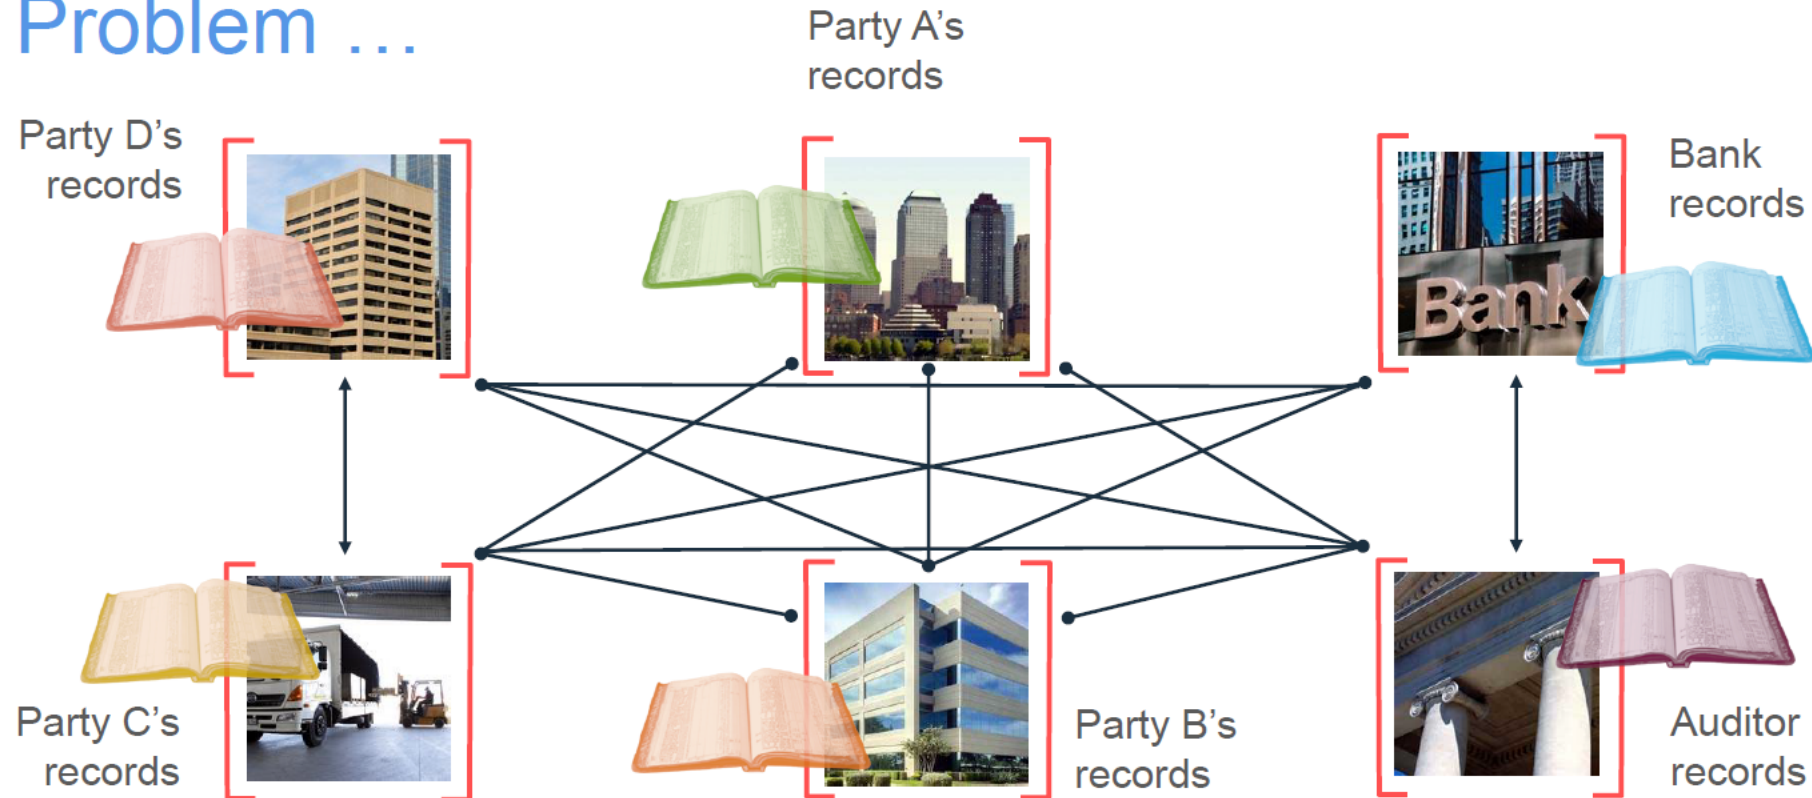 Problem ...
Party A's
records
Party D's
records
Bank
records
Bank
Party C's
records
Party B's
records
Auditor
records